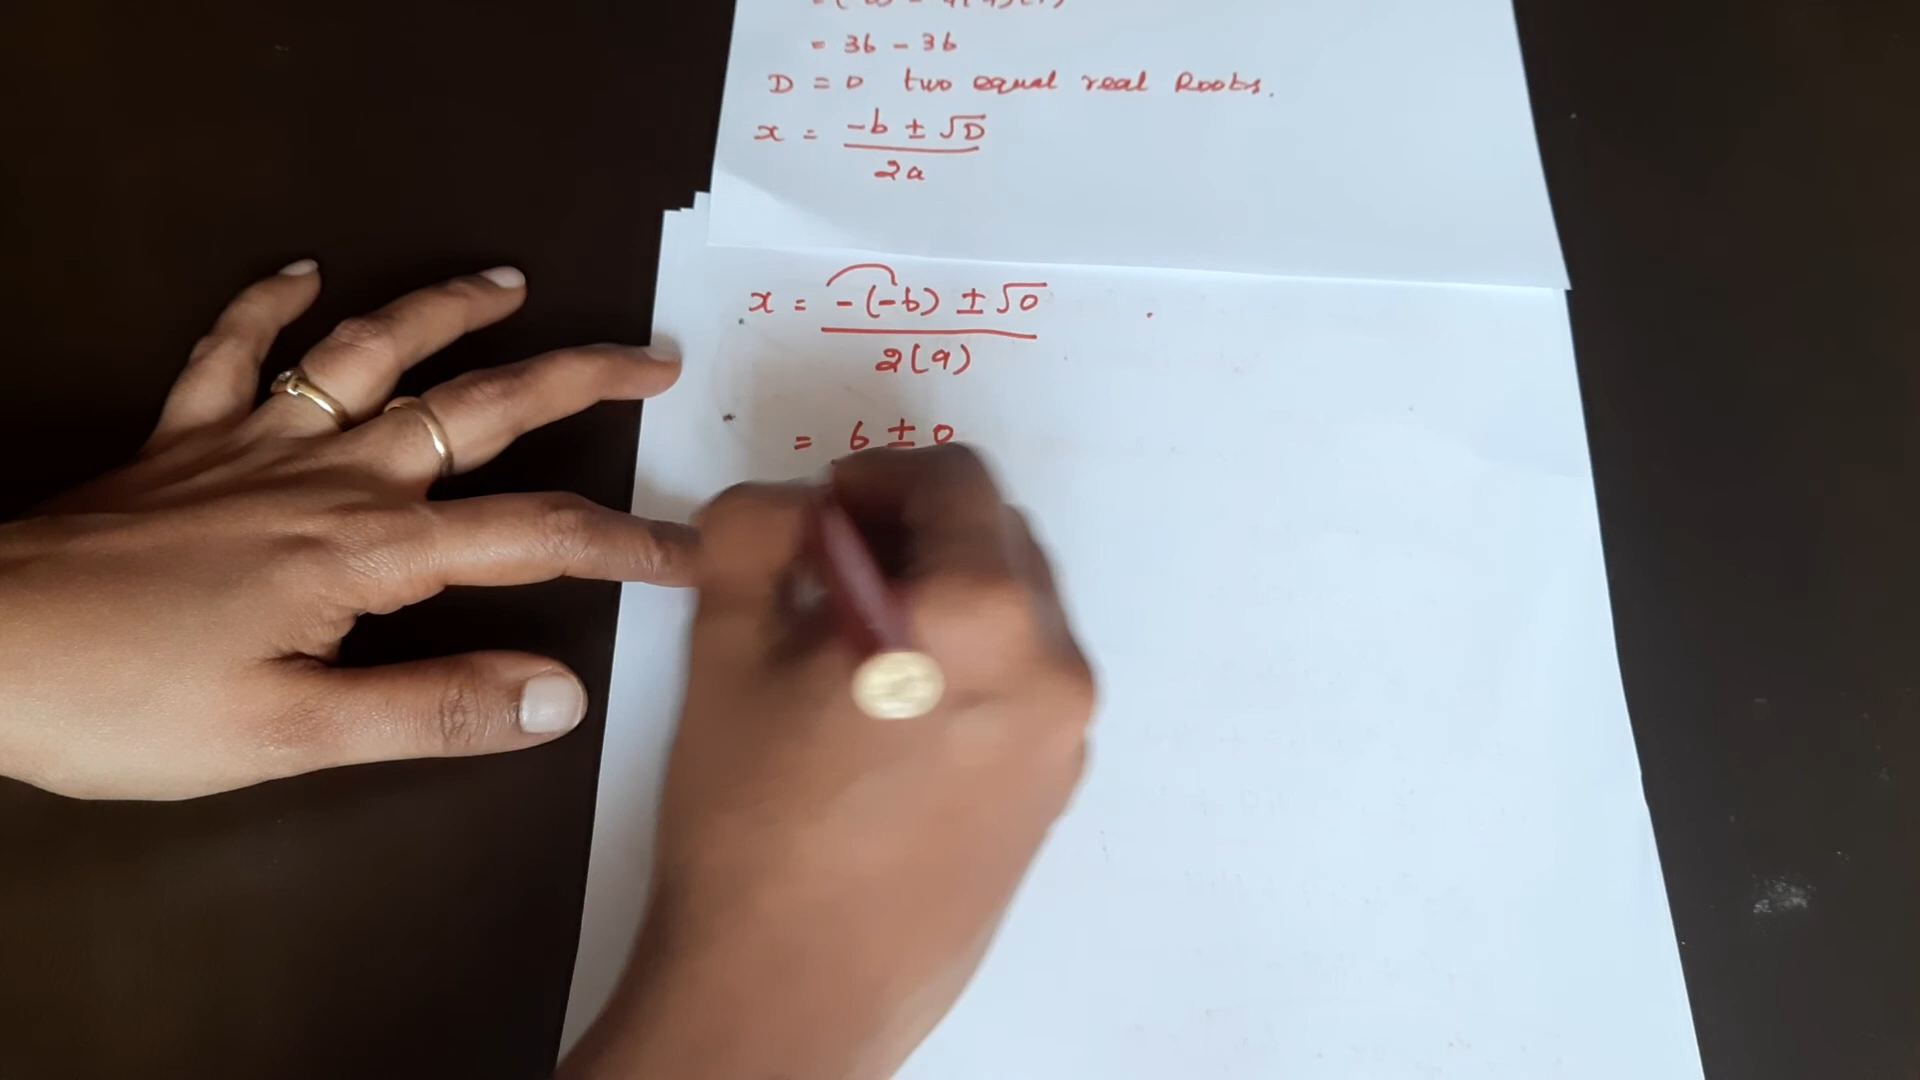 = 36 - 36
D = 0 two equal real Roots.
x = -b ± √D
2a
x = -(-6) ± √0
2(9)
= 6 ± 0